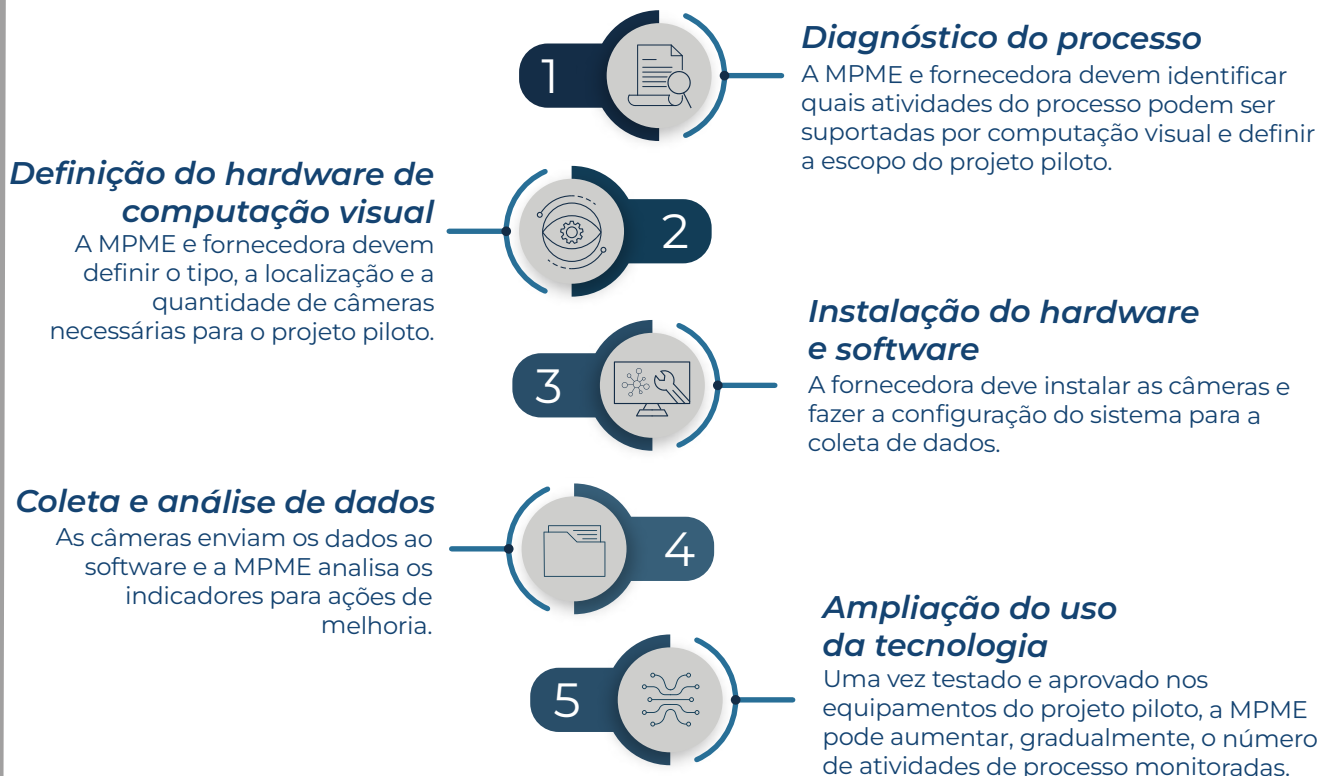 1
Diagnóstico do processo
A MPME e fornecedora devem identificar
quais atividades do processo podem ser
suportadas por computação visual e definir
a escopo do projeto piloto.
Definição do hardware de
computação visual
A MPME e fornecedora devem
definir o tipo, a localização e a
quantidade de câmeras
necessárias para o projeto piloto.
2
3
Instalação do hardware
e software
A fornecedora deve instalar as câmeras e
fazer a configuração do sistema para a
coleta de dados.
Coleta e análise de dados
As câmeras enviam os dados ao
software e a MPME analisa os
indicadores para ações de
melhoria.
4
5
Ampliação do uso
da tecnologia
Uma vez testado e aprovado nos
equipamentos do projeto piloto, a MPME
pode aumentar, gradualmente, o número
de atividades de processo monitoradas.